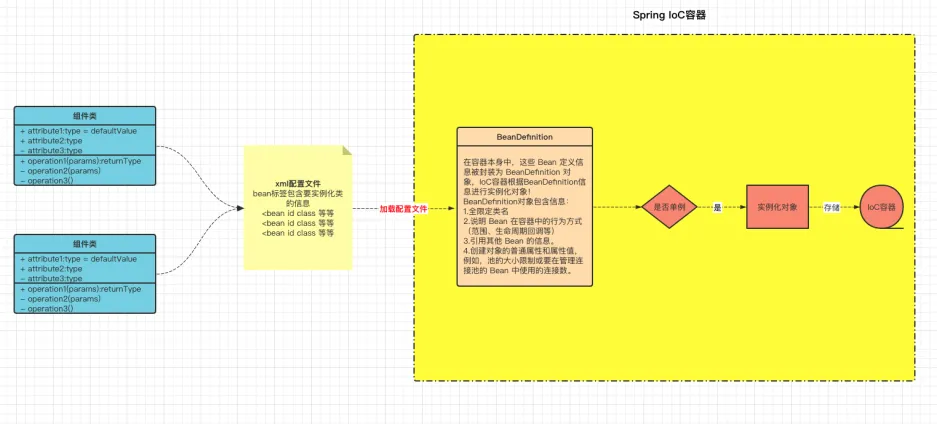 Spring IoC容器
组件类
+ attribute1:type = defaultValue
+ attribute2:type
- attribute3:type
+ operation1(params):returnType
- operation2(params)
- operation3()
组件类
+ attribute1:type = defaultValue
+ attribute2:type
- attribute3:type
+ operation1(params):returnType
- operation2(params)
- operation3()
xml配置文件
bean标签包含要实例化类
的信息
<bean id class 等等
<bean id class 等等
<bean id class 等等
加载配置文件
BeanDefinition
在容器本身中，这些 Bean 定义信
息被封装为 BeanDefinition 对
象，IoC容器根据BeanDefinition信
息进行实例化对象！
BeanDefinition对象包含信息：
1.全限定类名
2.说明 Bean 在容器中的行为方式
（范围、生命周期回调等）
3.引用其他 Bean 的信息。
4.创建对象的普通属性和属性值，
例如，池的大小限制或要在管理连
接池的 Bean 中使用的连接数。
是否单例
是
实例化对象
存储
IoC容器